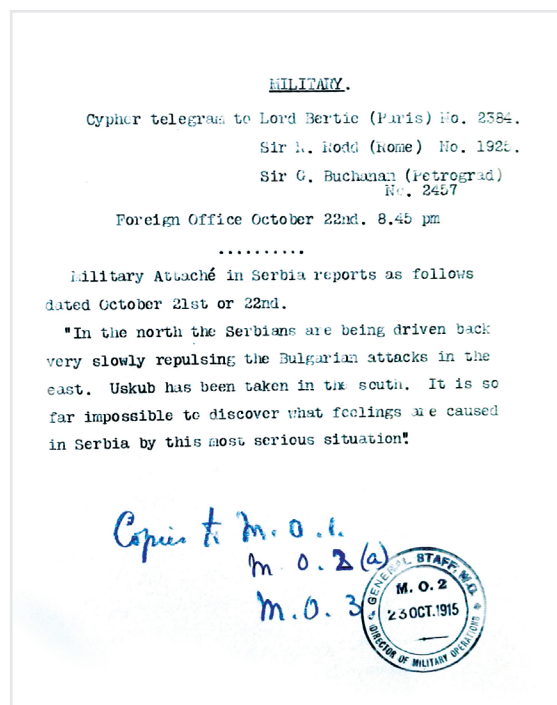 MILITARY.
Cypher telegram to Lord Bertie (Paris) No. 2384.
Sir R. Rodd (Rome) No. 1925.
Sir G. Buchanan (Petrograd)
No. 2457
Foreign Office October 22nd. 8.45 pm
..........
Military Attaché in Serbia reports as follows
dated October 21st or 22nd.
"In the north the Serbians are being driven back
very slowly repulsing the Bulgarian attacks in the
east. Uskub has been taken in the south. It is so
far impossible to discover what feelings are caused
in Serbia by this most serious situation".
Copies to M.O.1.
M.O.2(a)
M.O.3
GENERAL STAFF, W.O.
M.O.2
23 OCT. 1915
DIRECTOR OF MILITARY OPERATIONS